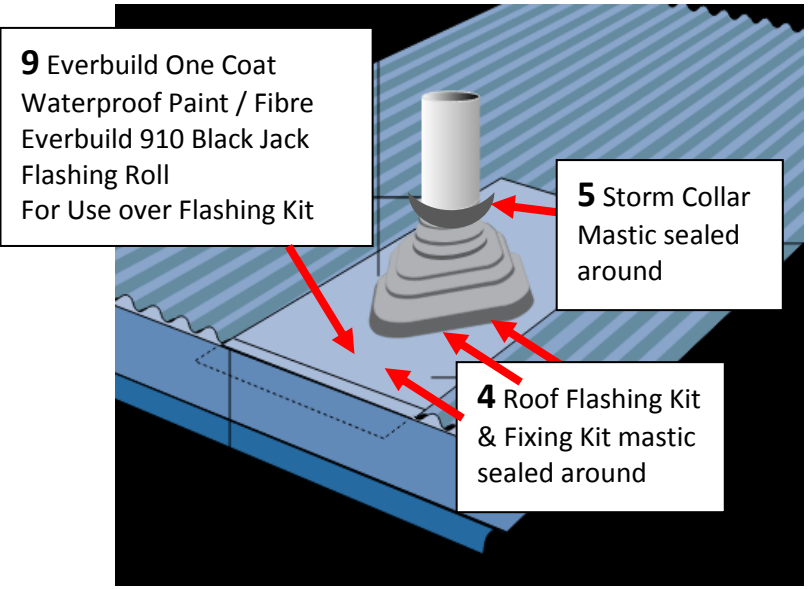 9 Everbuild One Coat
Waterproof Paint / Fibre
Everbuild 910 Black Jack
Flashing Roll
For Use over Flashing Kit
5 Storm Collar
Mastic sealed
around
4 Roof Flashing Kit
& Fixing Kit mastic
sealed around